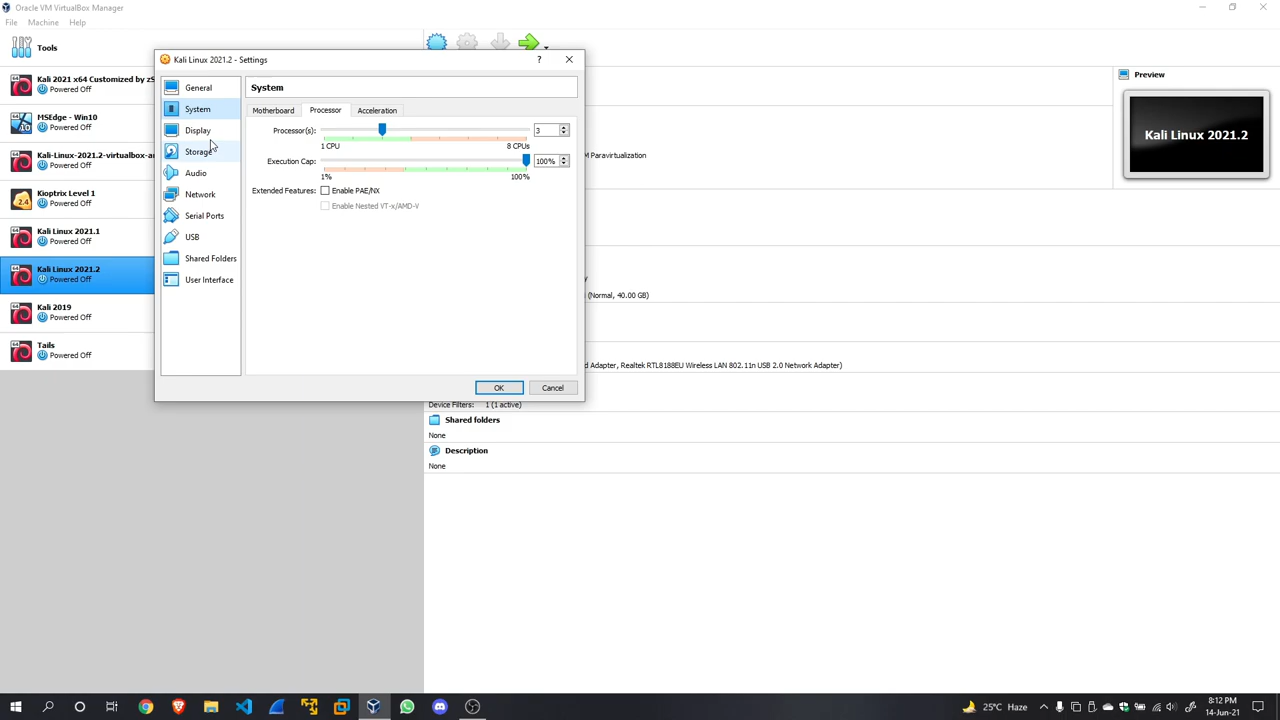 Oracle VM VirtualBox Manager
File Machine Help
Tools
Kali 2021 x64 Customized by zS
Powered Off
MSEdge - Win10
Powered Off
Kali-Linux-2021.2-virtualbox-a
Powered Off
Kioptrix Level 1
Powered Off
Kali Linux 2021.1
Powered Off
Kali Linux 2021.2
Powered Off
Kali 2019
Powered Off
Tails
Powered Off
Kali Linux 2021.2 - Settings
General
System
Display
Storage
Audio
Network
Serial Ports
USB
Shared Folders
User Interface
System
Motherboard Processor Acceleration
Processor(s): 3
1 CPU 8 CPUs
Execution Cap: 100%
1% 100%
Extended Features: Enable PAE/NX
Enable Nested VT-x/AMD-V
OK Cancel
Preview
Kali Linux 2021.2
M Paravirtualization
(Normal, 40.00 GB)
d Adapter, Realtek RTL8188EU Wireless LAN 802.11n USB 2.0 Network Adapter)
Device Filters: 1 (1 active)
Shared folders
None
Description
None
25°C Haze
8:12 PM
14-Jun-21